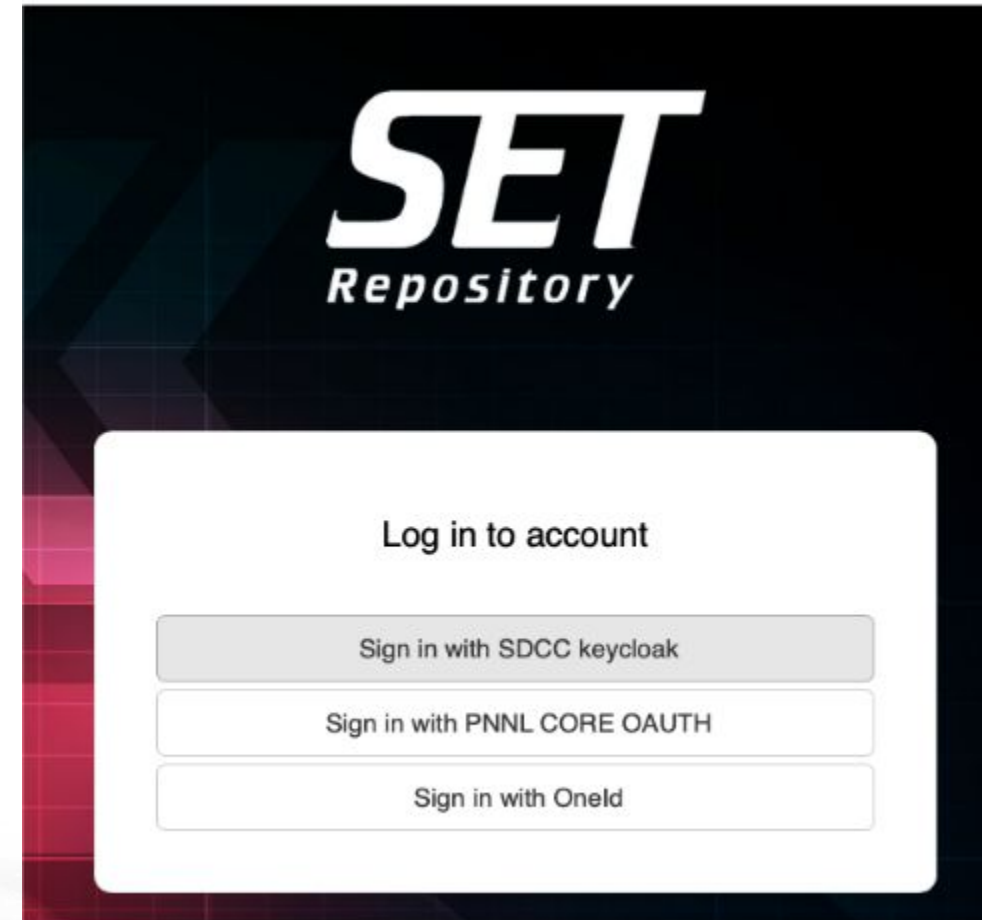 SET
Repository
Log in to account
Sign in with SDCC keycloak
Sign in with PNNL CORE OAUTH
Sign in with OneId